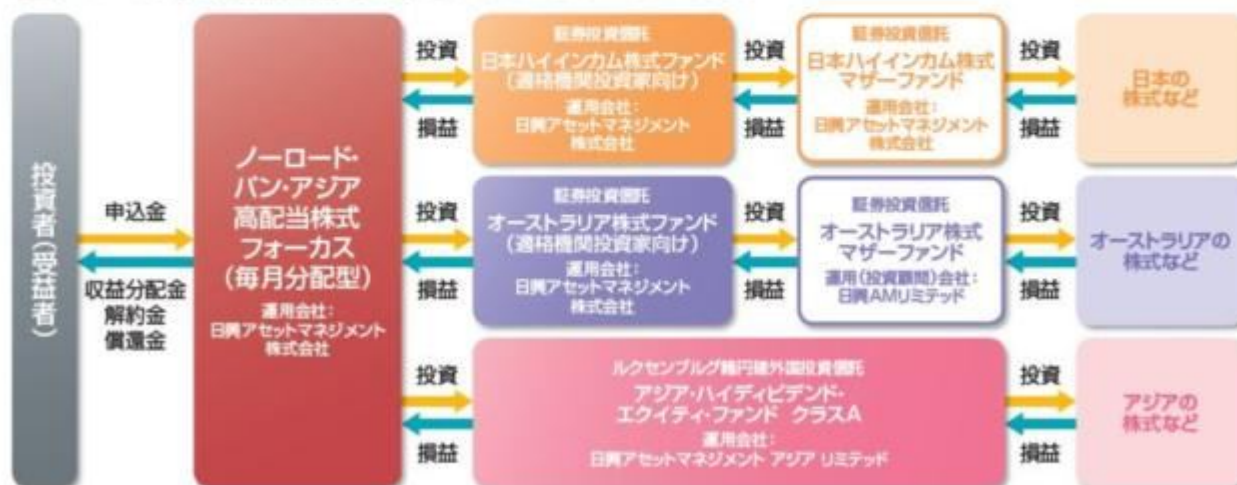 投資者(受益者)
申込金
収益分配金
解約金
償還金
ノーロード・
パン・アジア
高配当株式
フォーカス
(毎月分配型)
運用会社:
日興アセットマネジメント
株式会社
投資
損益
証券投資信託
日本ハイインカム株式ファンド
(適格機関投資家向け)
運用会社:
日興アセットマネジメント
株式会社
投資
損益
証券投資信託
日本ハイインカム株式
マザーファンド
運用会社:
日興アセットマネジメント
株式会社
投資
損益
日本の
株式など
投資
損益
証券投資信託
オーストラリア株式ファンド
(適格機関投資家向け)
運用会社:
日興アセットマネジメント
株式会社
投資
損益
証券投資信託
オーストラリア株式
マザーファンド
運用(投資顧問)会社:
日興AMリミテッド
投資
損益
オーストラリアの
株式など
投資
損益
ルクセンブルグ籍円建外国投資信託
アジア・ハイディビデンド・
エクイティ・ファンド クラスA
運用会社:
日興アセットマネジメント アジア リミテッド
投資
損益
アジアの
株式など